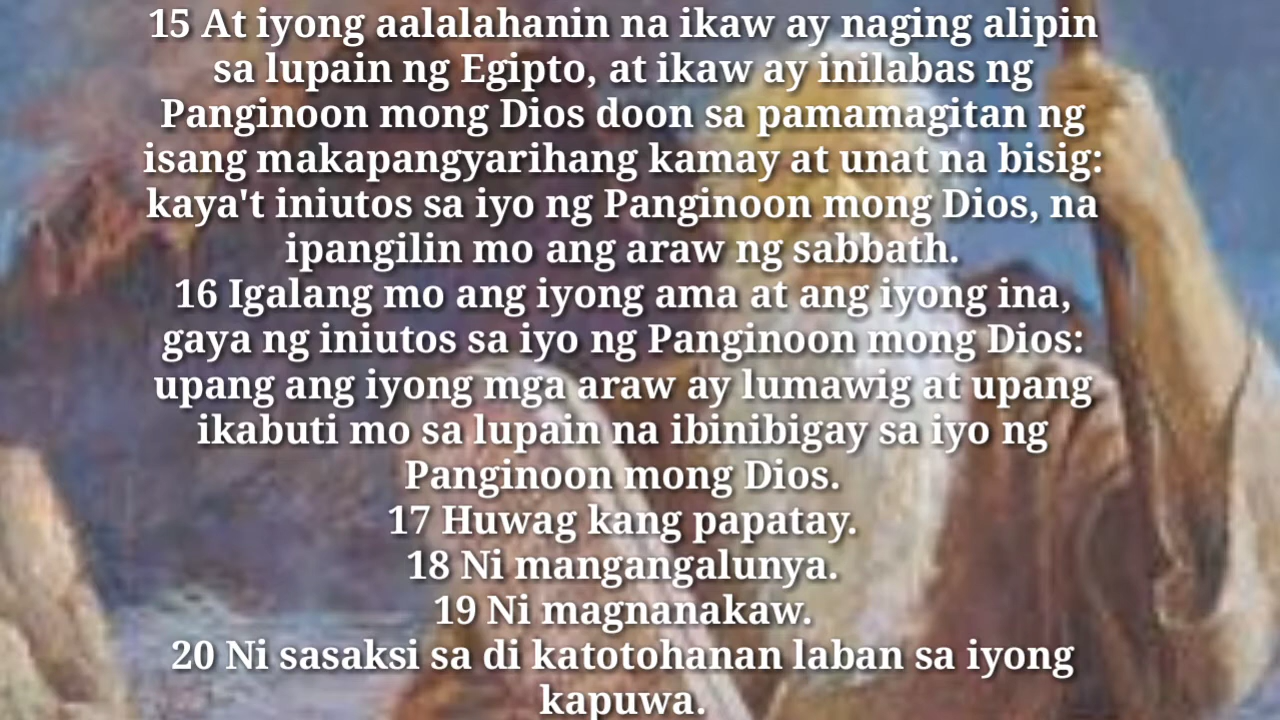 15 At iyong aalalahanin na ikaw ay naging alipin
sa lupain ng Egipto, at ikaw ay inilabas ng
Panginoon mong Dios doon sa pamamagitan ng
isang makapangyarihang kamay at unat na bisig:
kaya't iniutos sa iyo ng Panginoon mong Dios, na
ipangilin mo ang araw ng sabbath.
16 Igalang mo ang iyong ama at ang iyong ina,
gaya ng iniutos sa iyo ng Panginoon mong Dios:
upang ang iyong mga araw ay lumawig at upang
ikabuti mo sa lupain na ibinibigay sa iyo ng
Panginoon mong Dios.
17 Huwag kang papatay.
18 Ni mangangalunya.
19 Ni magnanakaw.
20 Ni sasaksi sa di katotohanan laban sa iyong
kapuwa.